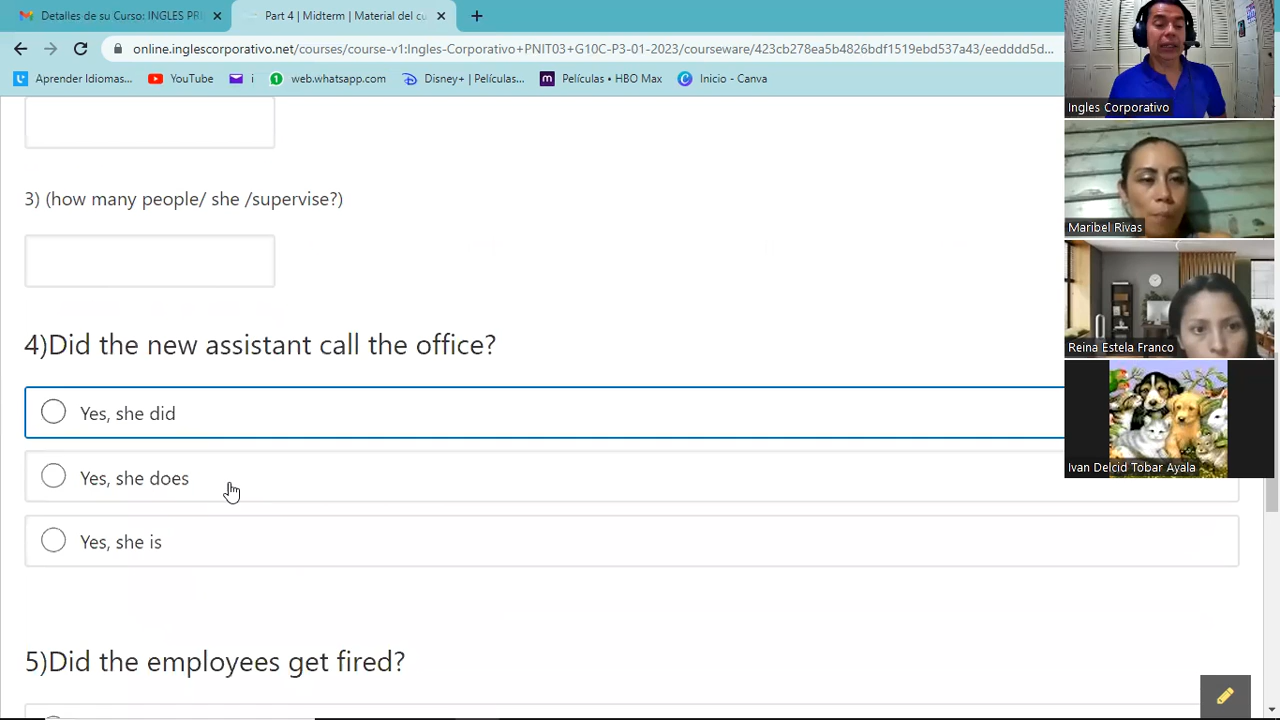 Detalles de su Curso: INGLES PRI
Part 4 | Midterm | Material del cu
online.inglescorporativo.net/courses/course-v1:Ingles-Corporativo+PNIT03+G10C-P3-01-2023/courseware/423cb278ea5b4826bdf1519ebd537a43/eedddd5d...
Aprender Idiomas...
YouTube
i
web.whatsapp.com
Disney+ | Películas...
Películas • HBO Max
Inicio - Canva
Ingles Corporativo
Maribel Rivas
3) (how many people/ she /supervise?)
Reina Estela Franco
4)Did the new assistant call the office?
Yes, she did
Ivan Delcid Tobar Ayala
Yes, she does
Yes, she is
5)Did the employees get fired?